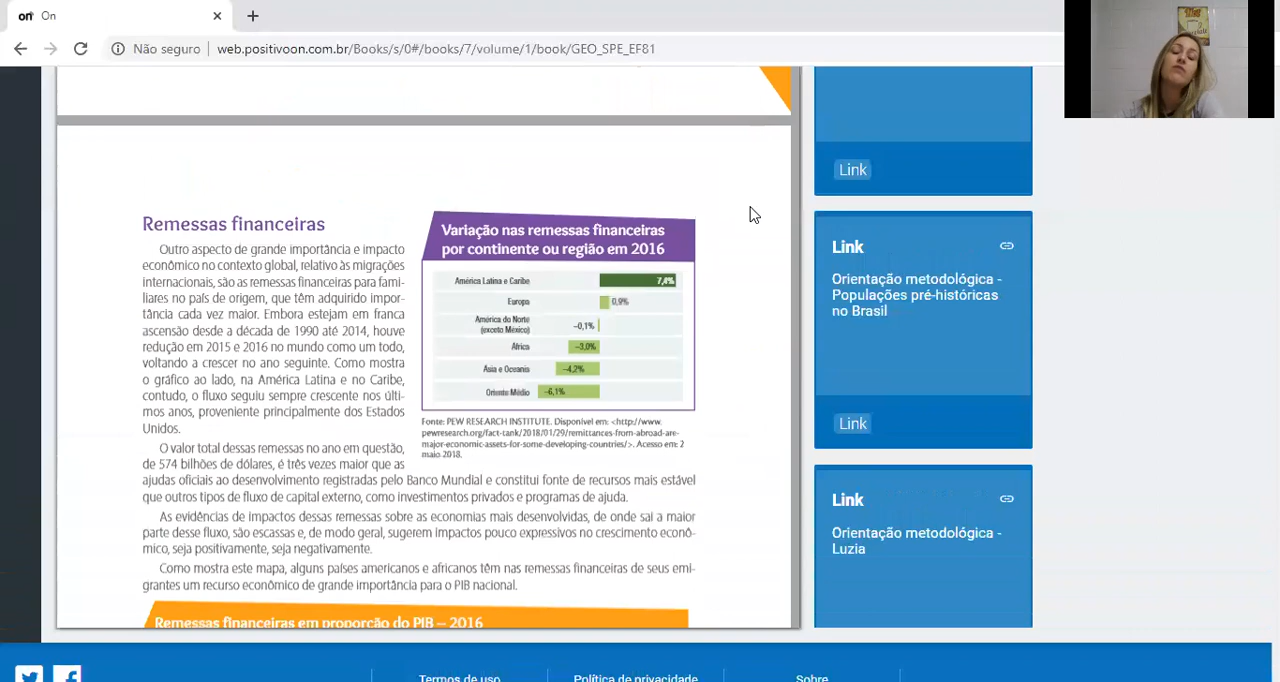 on On
Não seguro web.positivoon.com.br/Books/s/0#/books/7/volume/1/book/GEO_SPE_EF81
Remessas financeiras
Outro aspecto de grande importância e impacto
econômico no contexto global, relativo às migrações
internacionais, são as remessas financeiras para fami-
liares no país de origem, que têm adquirido impor-
tância cada vez maior. Embora estejam em franca
ascensão desde a década de 1990 até 2014, houve
redução em 2015 e 2016 no mundo como um todo,
voltando a crescer no ano seguinte. Como mostra
o gráfico ao lado, na América Latina e no Caribe,
contudo, o fluxo seguiu sempre crescente nos últi-
mos anos, proveniente principalmente dos Estados
Unidos.
Variação nas remessas financeiras
por continente ou região em 2016
América Latina e Caribe 7,4%
Europa 0,9%
América do Norte
(exceto México) –0,1%
África –3,0%
Ásia e Oceania –4,2%
Oriente Médio –6,1%
Fonte: PEW RESEARCH INSTITUTE. Disponível em: <http://www.
pewresearch.org/fact-tank/2018/01/29/remittances-from-abroad-are-
major-economic-assets-for-some-developing-countries/>. Acesso em: 2
maio 2018.
O valor total dessas remessas no ano em questão,
de 574 bilhões de dólares, é três vezes maior que as
ajudas oficiais ao desenvolvimento registradas pelo Banco Mundial e constitui fonte de recursos mais estável
que outros tipos de fluxo de capital externo, como investimentos privados e programas de ajuda.
As evidências de impactos dessas remessas sobre as economias mais desenvolvidas, de onde sai a maior
parte desse fluxo, são escassas e, de modo geral, sugerem impactos pouco expressivos no crescimento econô-
mico, seja positivamente, seja negativamente.
Como mostra este mapa, alguns países americanos e africanos têm nas remessas financeiras de seus emi-
grantes um recurso econômico de grande importância para o PIB nacional.
Remessas financeiras em proporção do PIB – 2016
Link
Link
Orientação metodológica -
Populações pré-históricas
no Brasil
Link
Link
Orientação metodológica -
Luzia
Termos de uso Política de privacidade Sobre